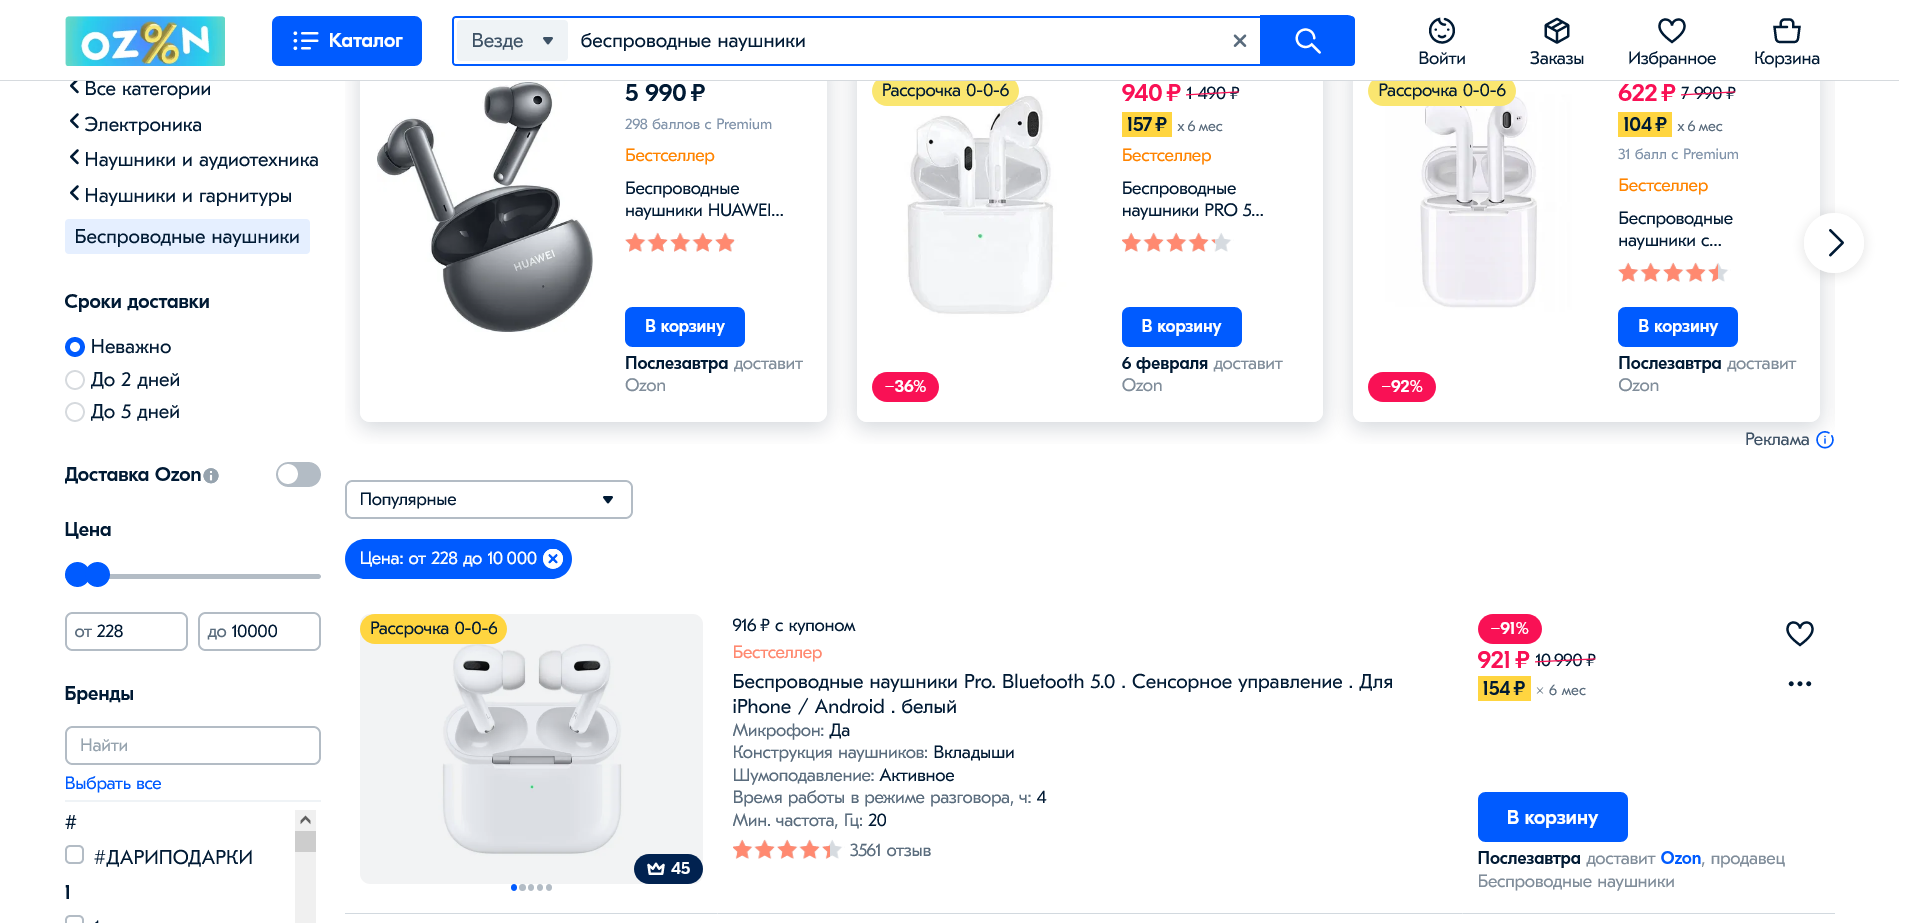 OZ%N
Каталог
Везде
беспроводные наушники
Войти
Заказы
Избранное
Корзина
Все категории
Электроника
Наушники и аудиотехника
Наушники и гарнитуры
Беспроводные наушники
Сроки доставки
Неважно
До 2 дней
До 5 дней
Доставка Ozon
Цена
от 228
до 10000
Бренды
Найти
Выбрать все
#
#ДАРИПОДАРКИ
1
HUAWEI
5 990 ₽
298 баллов с Premium
Бестселлер
Беспроводные
наушники HUAWEI...
В корзину
Послезавтра доставит
Ozon
Рассрочка 0-0-6
−36%
940 ₽ 1 490 ₽
157 ₽ x 6 мес
Бестселлер
Беспроводные
наушники PRO 5...
В корзину
6 февраля доставит
Ozon
Рассрочка 0-0-6
−92%
622 ₽ 7 990 ₽
104 ₽ x 6 мес
31 балл с Premium
Бестселлер
Беспроводные
наушники с...
В корзину
Послезавтра доставит
Ozon
Реклама
Популярные
Цена: от 228 до 10 000
Рассрочка 0-0-6
45
916 ₽ с купоном
Бестселлер
Беспроводные наушники Pro. Bluetooth 5.0 . Сенсорное управление . Для
iPhone / Android . белый
Микрофон: Да
Конструкция наушников: Вкладыши
Шумоподавление: Активное
Время работы в режиме разговора, ч: 4
Мин. частота, Гц: 20
3561 отзыв
−91%
921 ₽ 10 990 ₽
154 ₽ × 6 мес
В корзину
Послезавтра доставит Ozon, продавец
Беспроводные наушники